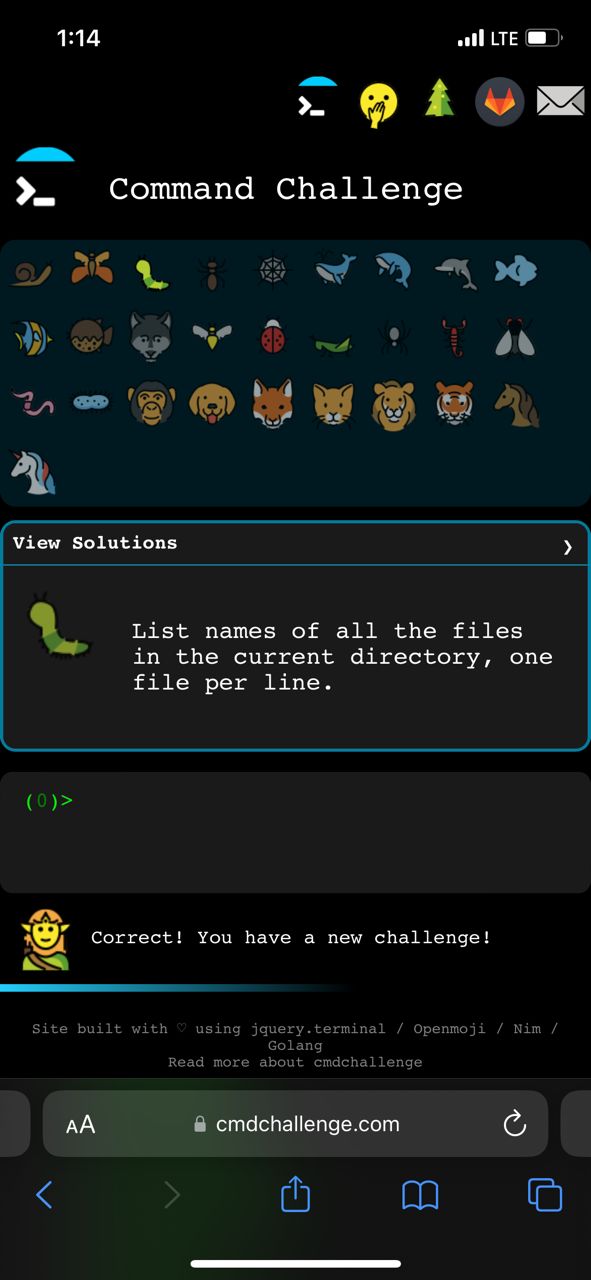 1:14
LTE
Command Challenge
View Solutions
List names of all the files
in the current directory, one
file per line.
(0)>
Correct! You have a new challenge!
Site built with ♡ using jquery.terminal / Openmoji / Nim /
Golang
Read more about cmdchallenge
AA
cmdchallenge.com